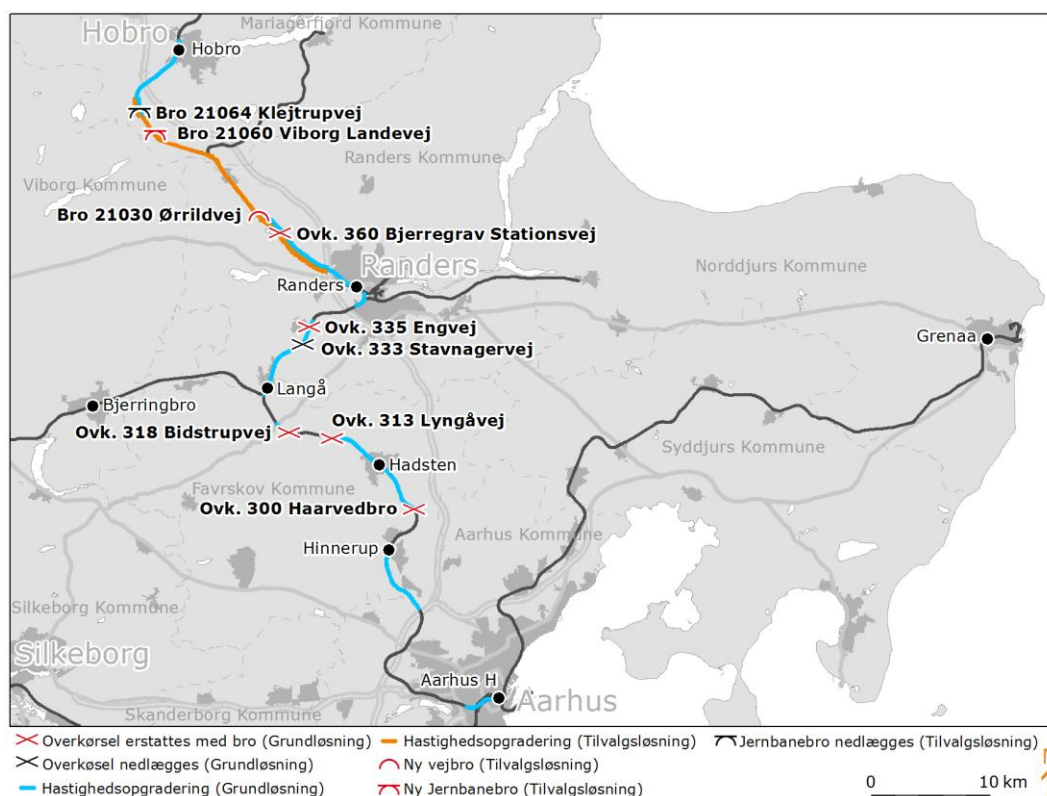 Hobro
Mariagerfjord Kommune
Hobro
Bro 21064 Klejtrupvej
Bro 21060 Viborg Landevej
Randers Kommune
Viborg Kommune
Bro 21030 Ørrildvej
Ovk. 360 Bjerregrav Stationsvej
Randers
Norddjurs Kommune
Randers
Ovk. 335 Engvej
Grenaa
Ovk. 333 Stavnagervej
Langå
Bjerringbro
Ovk. 313 Lyngåvej
Ovk. 318 Bidstrupvej
Syddjurs Kommune
Hadsten
Favrskov Kommune
Ovk. 300 Haarvedbro
Aarhus Kommune
Hinnerup
Silkeborg Kommune
Silkeborg
Aarhus H
Aarhus
Skanderborg Kommune
Overkørsel erstattes med bro (Grundløsning)
Hastighedsopgradering (Tilvalgsløsning)
Jernbanebro nedlægges (Tilvalgsløsning)
Overkøsel nedlægges (Grundløsning)
Ny vejbro (Tilvalgsløsning)
Hastighedsopgradering (Grundløsning)
Ny Jernbanebro (Tilvalgsløsning)
0 10 km